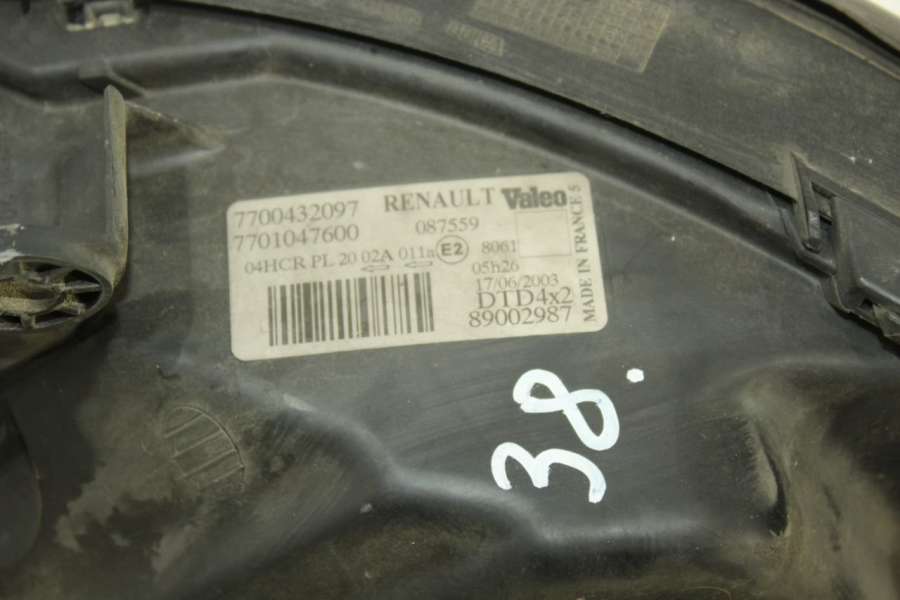 7700432097 RENAULT Valeo
7701047600 087559
04HCR PL 20 02A 011a E2 8061
05h26
17/06/2003
DTD4x2
89002987
MADE IN FRANCE 5
38.